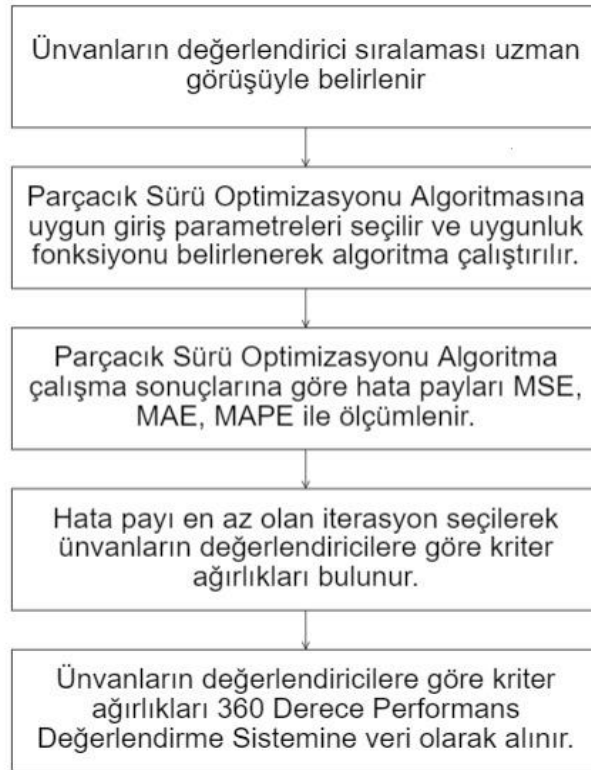 Ünvanların değerlendirici sıralaması uzman
görüşüyle belirlenir
Parçacık Sürü Optimizasyonu Algoritmasına
uygun giriş parametreleri seçilir ve uygunluk
fonksiyonu belirlenerek algoritma çalıştırılır.
Parçacık Sürü Optimizasyonu Algoritma
çalışma sonuçlarına göre hata payları MSE,
MAE, MAPE ile ölçümlenir.
Hata payı en az olan iterasyon seçilerek
ünvanların değerlendiricilere göre kriter
ağırlıkları bulunur.
Ünvanların değerlendiricilere göre kriter
ağırlıkları 360 Derece Performans
Değerlendirme Sistemine veri olarak alınır.